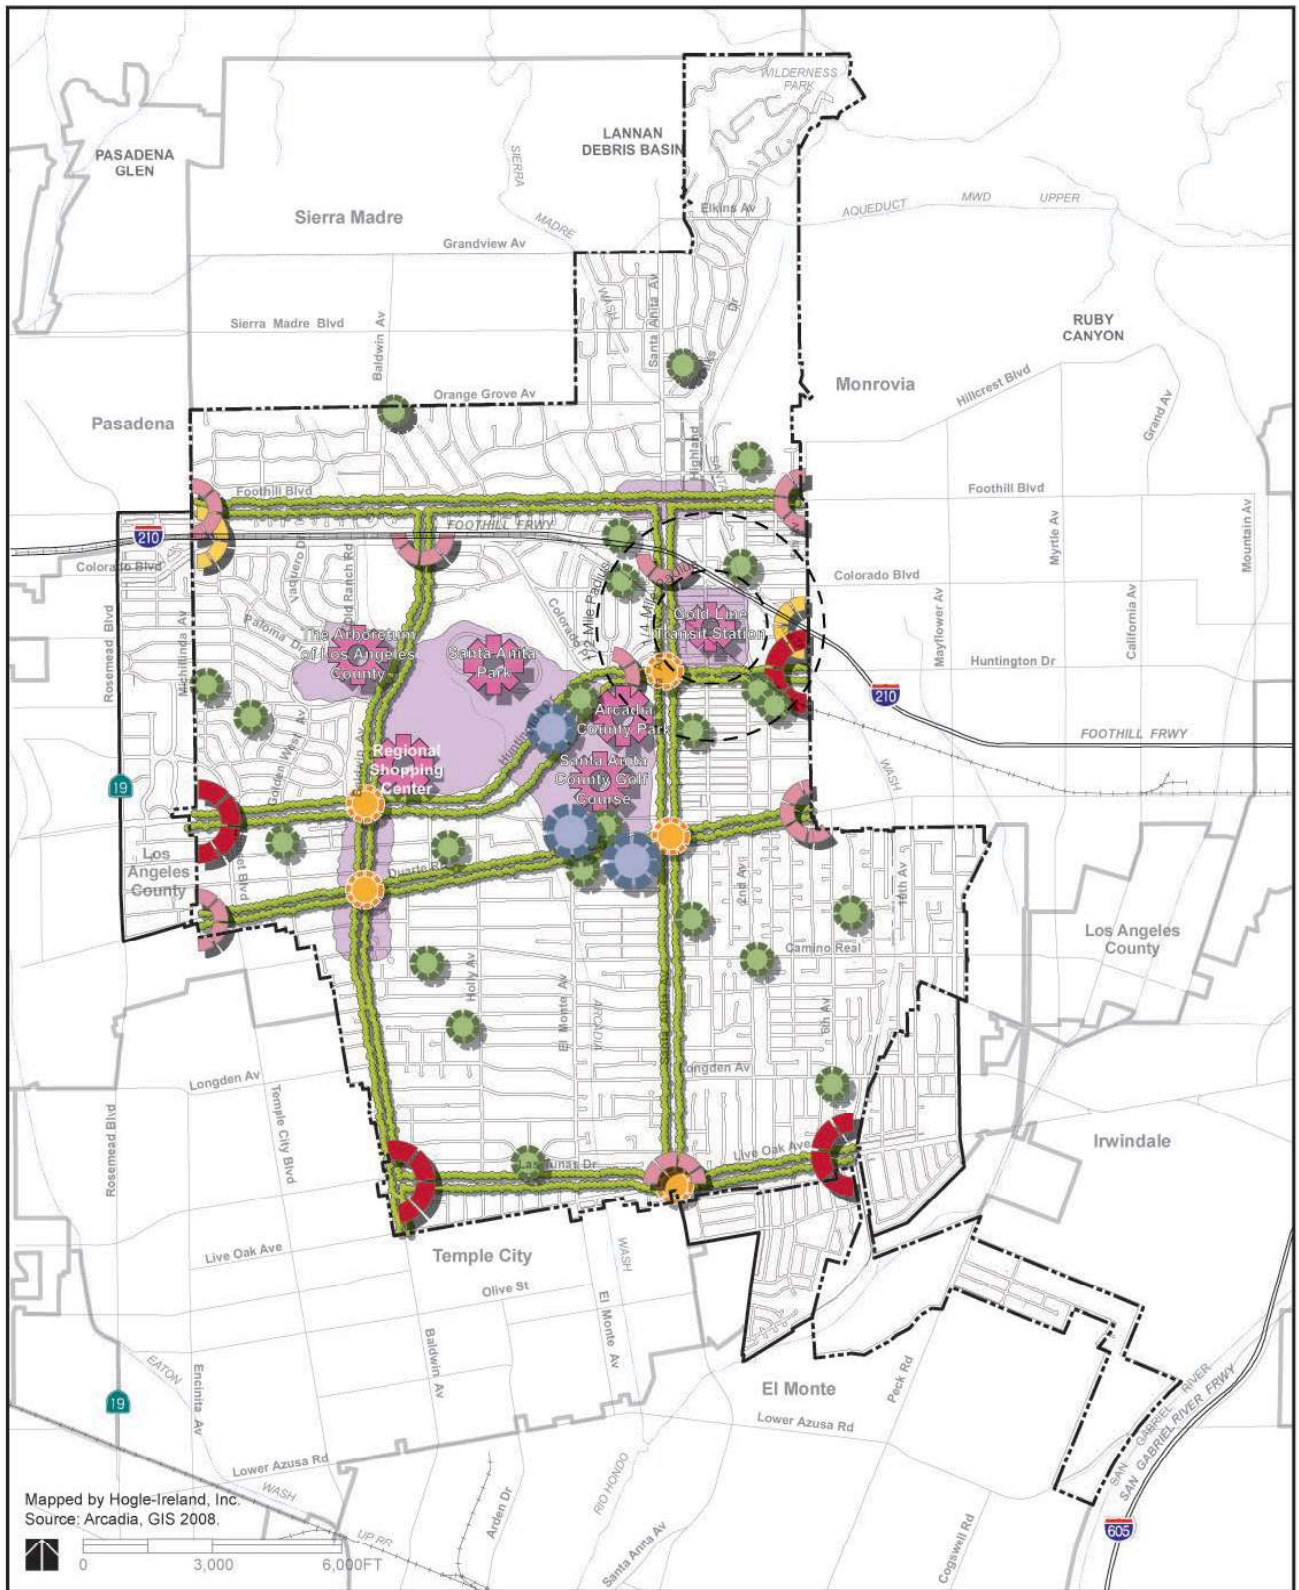 WILDERNESS
PARK
LANNAN
DEBRIS BASIN
PASADENA
GLEN
SIERRA
MADRE
Elkins Av
AQUEDUCT
MWD
UPPER
Sierra Madre
Grandview Av
WASH
Santa Anita Av
Dr
Sierra Madre Blvd
Baldwin Av
RUBY
CANYON
Monrovia
Hillcrest Blvd
Grand Av
Orange Grove Av
Pasadena
Highland
SANTA
Foothill Blvd
Foothill Blvd
210
FOOTHILL FRWY
Myrtle Av
Mountain Av
Colorado Blvd
Colorado Blvd
Vaquero Dr
Old Ranch Rd
1/2 Mile Radius
1/4 Mile
Rosemead Blvd
Michillinda Av
Paloma Dr
Colorado
Gold Line
Transit Station
Mayflower Av
California Av
The Arboretum
of Los Angeles
County
Santa Anita
Park
Huntington Dr
210
Golden West Av
Arcadia
County Park
FOOTHILL FRWY
Regional
Shopping
Center
Santa Anita
County Golf
Course
WASH
19
Los
Angeles
County
Duarte Rd
2nd Av
10th Av
Camino Real
Los Angeles
County
Holly Av
El Monte Av
ARCADIA
6th Av
Longden Av
Longden Av
Temple City Blvd
Rosemead Blvd
Irwindale
Las Tunas Dr
Live Oak Ave
Live Oak Ave
Temple City
WASH
Olive St
El Monte Av
Baldwin Av
EATON
Encinita Av
19
El Monte
Peck Rd
Lower Azusa Rd
SAN GABRIEL RIVER
SAN GABRIEL RIVER FRWY
Lower Azusa Rd
WASH
RIO HONDO
Arden Dr
Santa Anita Av
Cogswell Rd
605
UP RR
Mapped by Hogle-Ireland, Inc.
Source: Arcadia, GIS 2008.
0
3,000
6,000FT